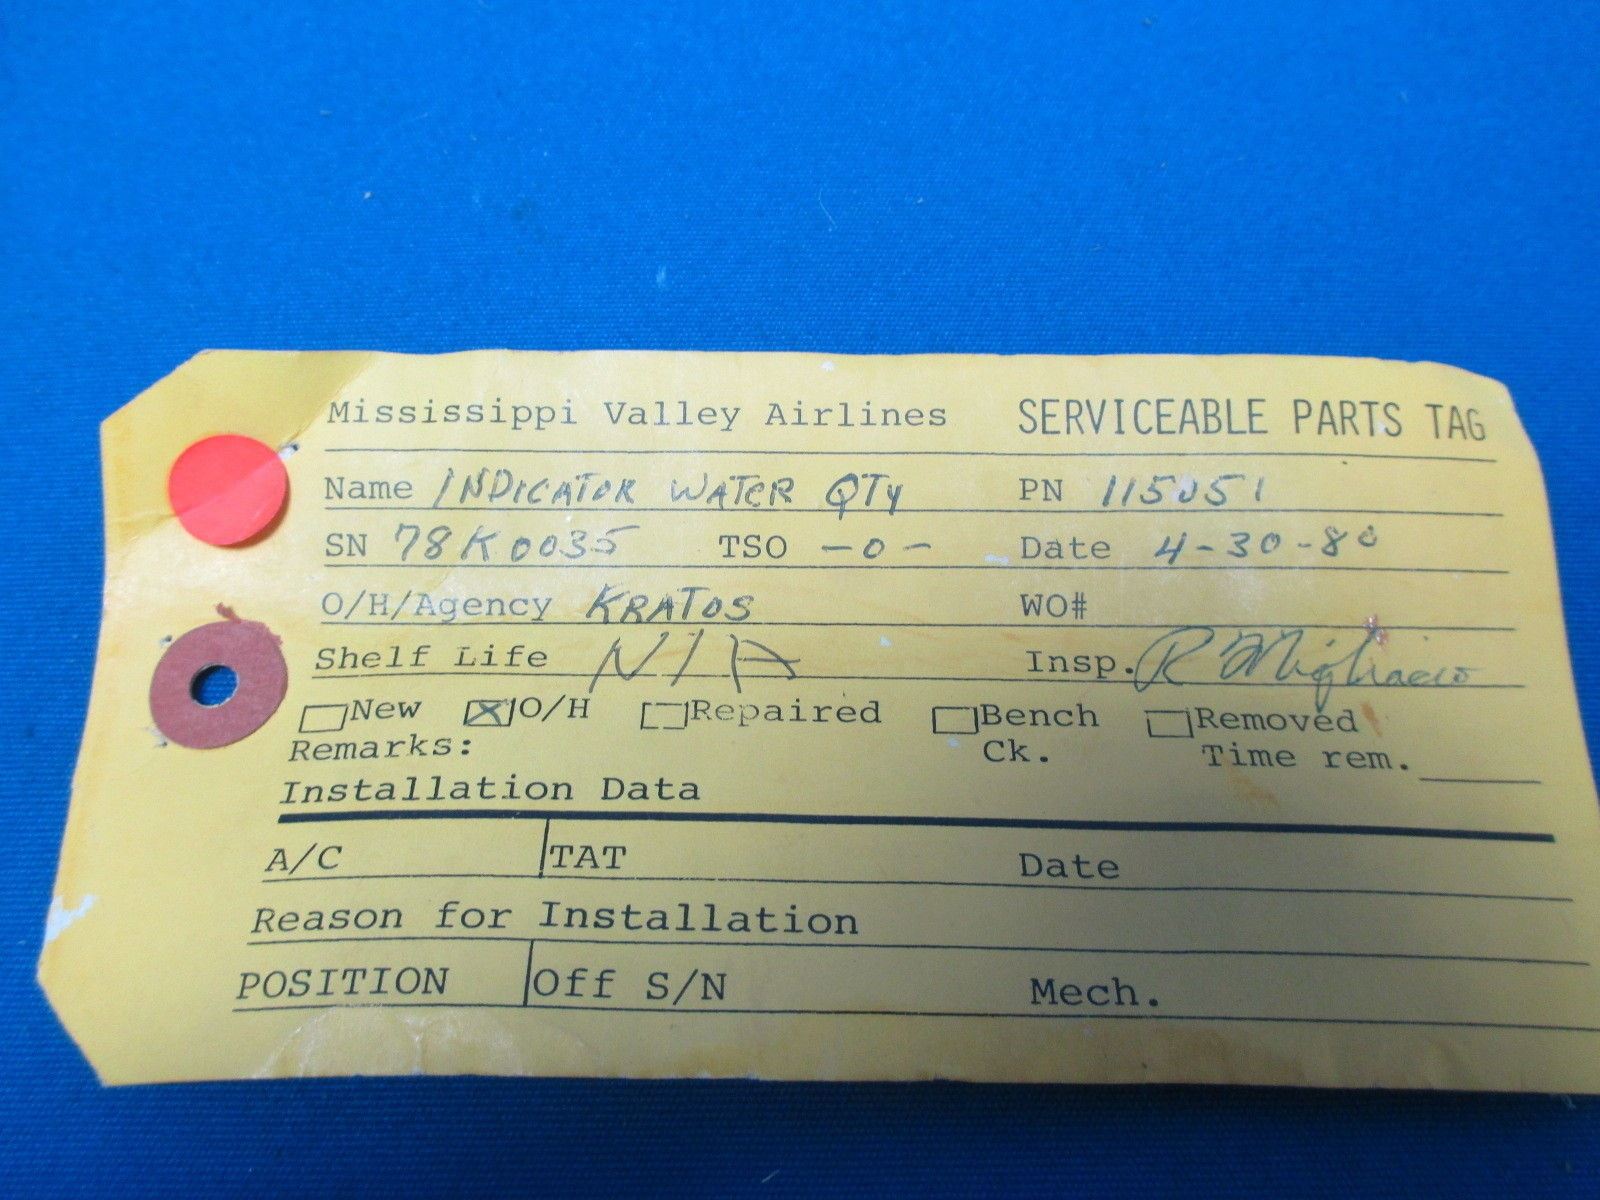 Mississippi Valley Airlines SERVICEABLE PARTS TAG
Name INDICATOR WATER QTY PN 115051
SN 78K0035 TSO -0- Date 4-30-80
O/H/Agency KRATOS WO#
Shelf Life N/A Insp. R Migliacio
New O/H Repaired Bench Removed
Remarks: Ck. Time rem.
Installation Data
A/C TAT Date
Reason for Installation
POSITION Off S/N Mech.